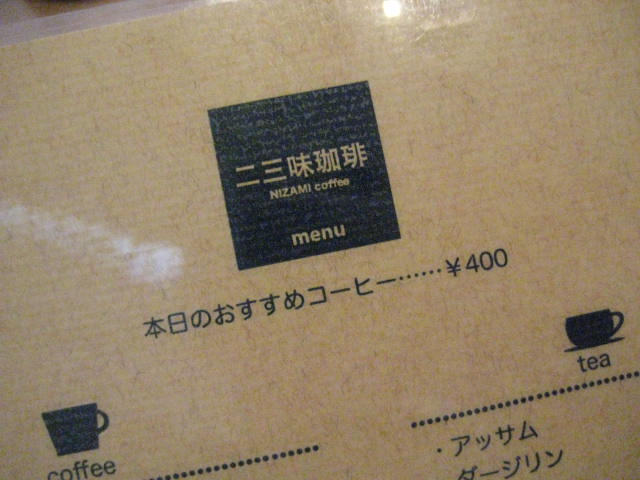 二三味珈琲
NIZAMI coffee
menu
本日のおすすめコーヒー……¥400
tea
coffee
・アッサム
ダージリン